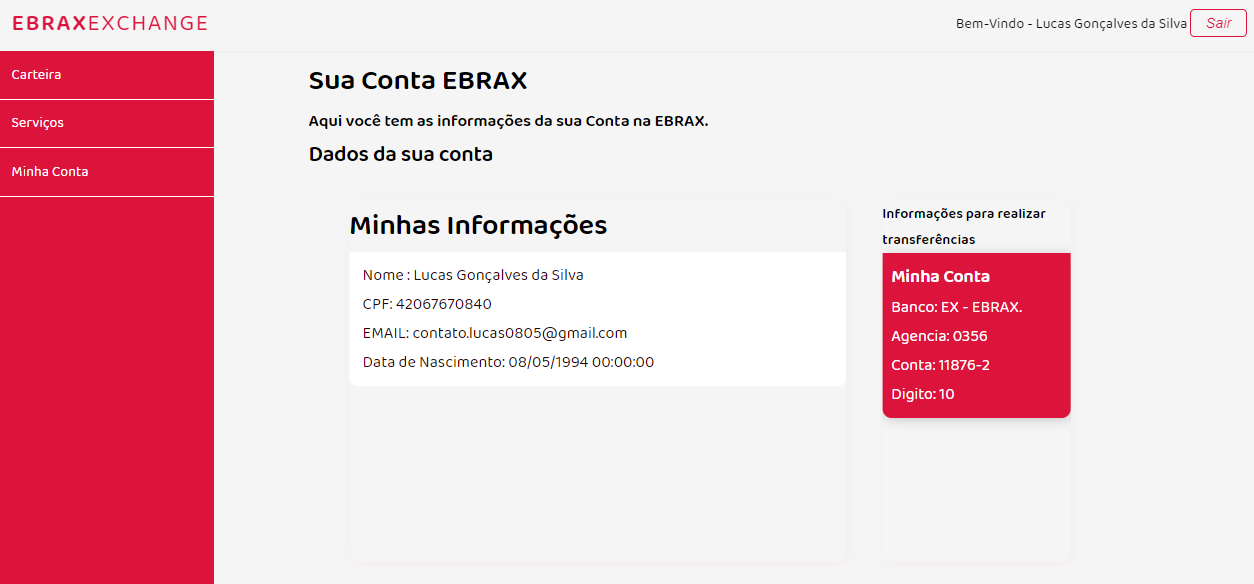 EBRAXEXCHANGE
Bem-Vindo - Lucas Gonçalves da Silva Sair
Carteira
Serviços
Minha Conta
Sua Conta EBRAX
Aqui você tem as informações da sua Conta na EBRAX.
Dados da sua conta
Minhas Informações
Nome : Lucas Gonçalves da Silva
CPF: 42067670840
EMAIL: contato.lucas0805@gmail.com
Data de Nascimento: 08/05/1994 00:00:00
Informações para realizar
transferências
Minha Conta
Banco: EX - EBRAX.
Agencia: 0356
Conta: 11876-2
Digito: 10